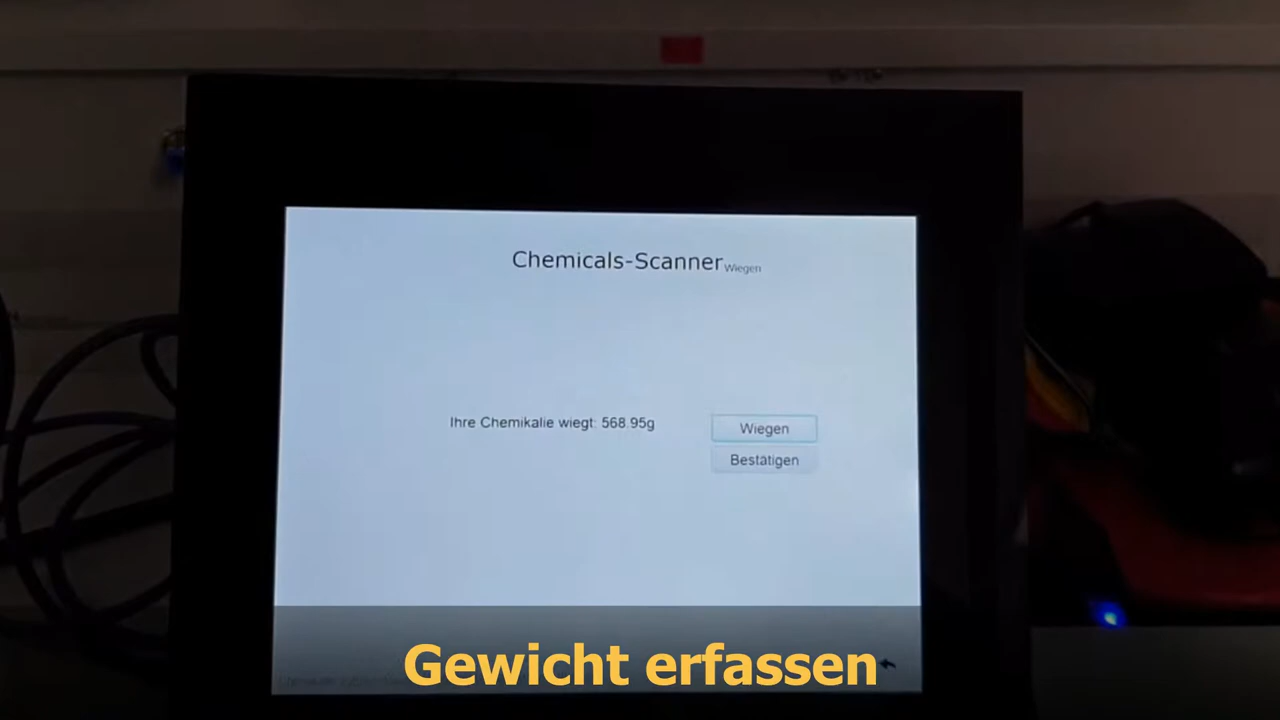 Chemicals-Scanner Wiegen
Ihre Chemikalie wiegt: 568.95g
Wiegen
Bestätigen
Gewicht erfassen